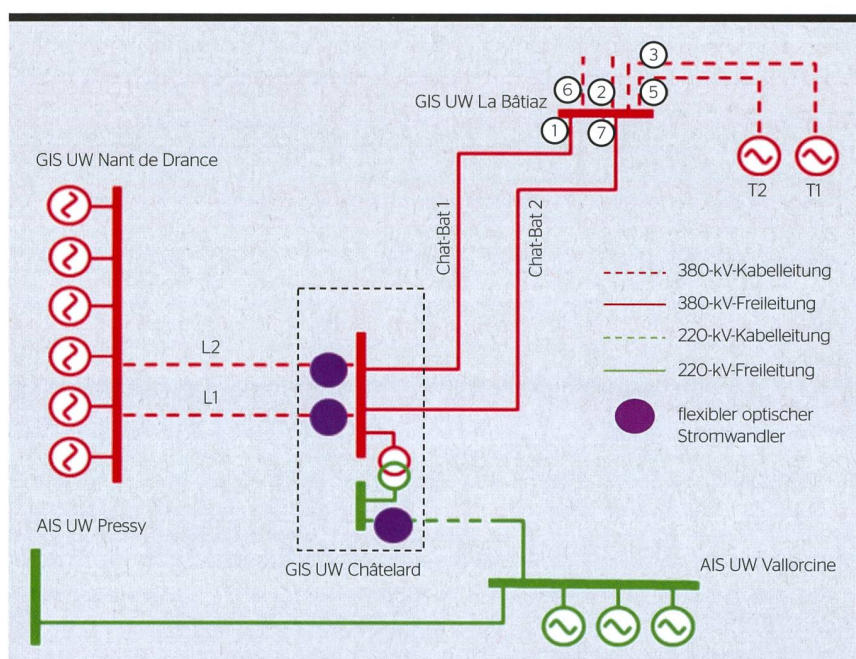 3
6
2
5
GIS UW La Bâtiaz
1
7
GIS UW Nant de Drance
T2
T1
Chat-Bat 1
Chat-Bat 2
380-kV-Kabelleitung
380-kV-Freileitung
220-kV-Kabelleitung
220-kV-Freileitung
flexibler optischer
Stromwandler
L2
L1
AIS UW Pressy
GIS UW Châtelard
AIS UW Vallorcine